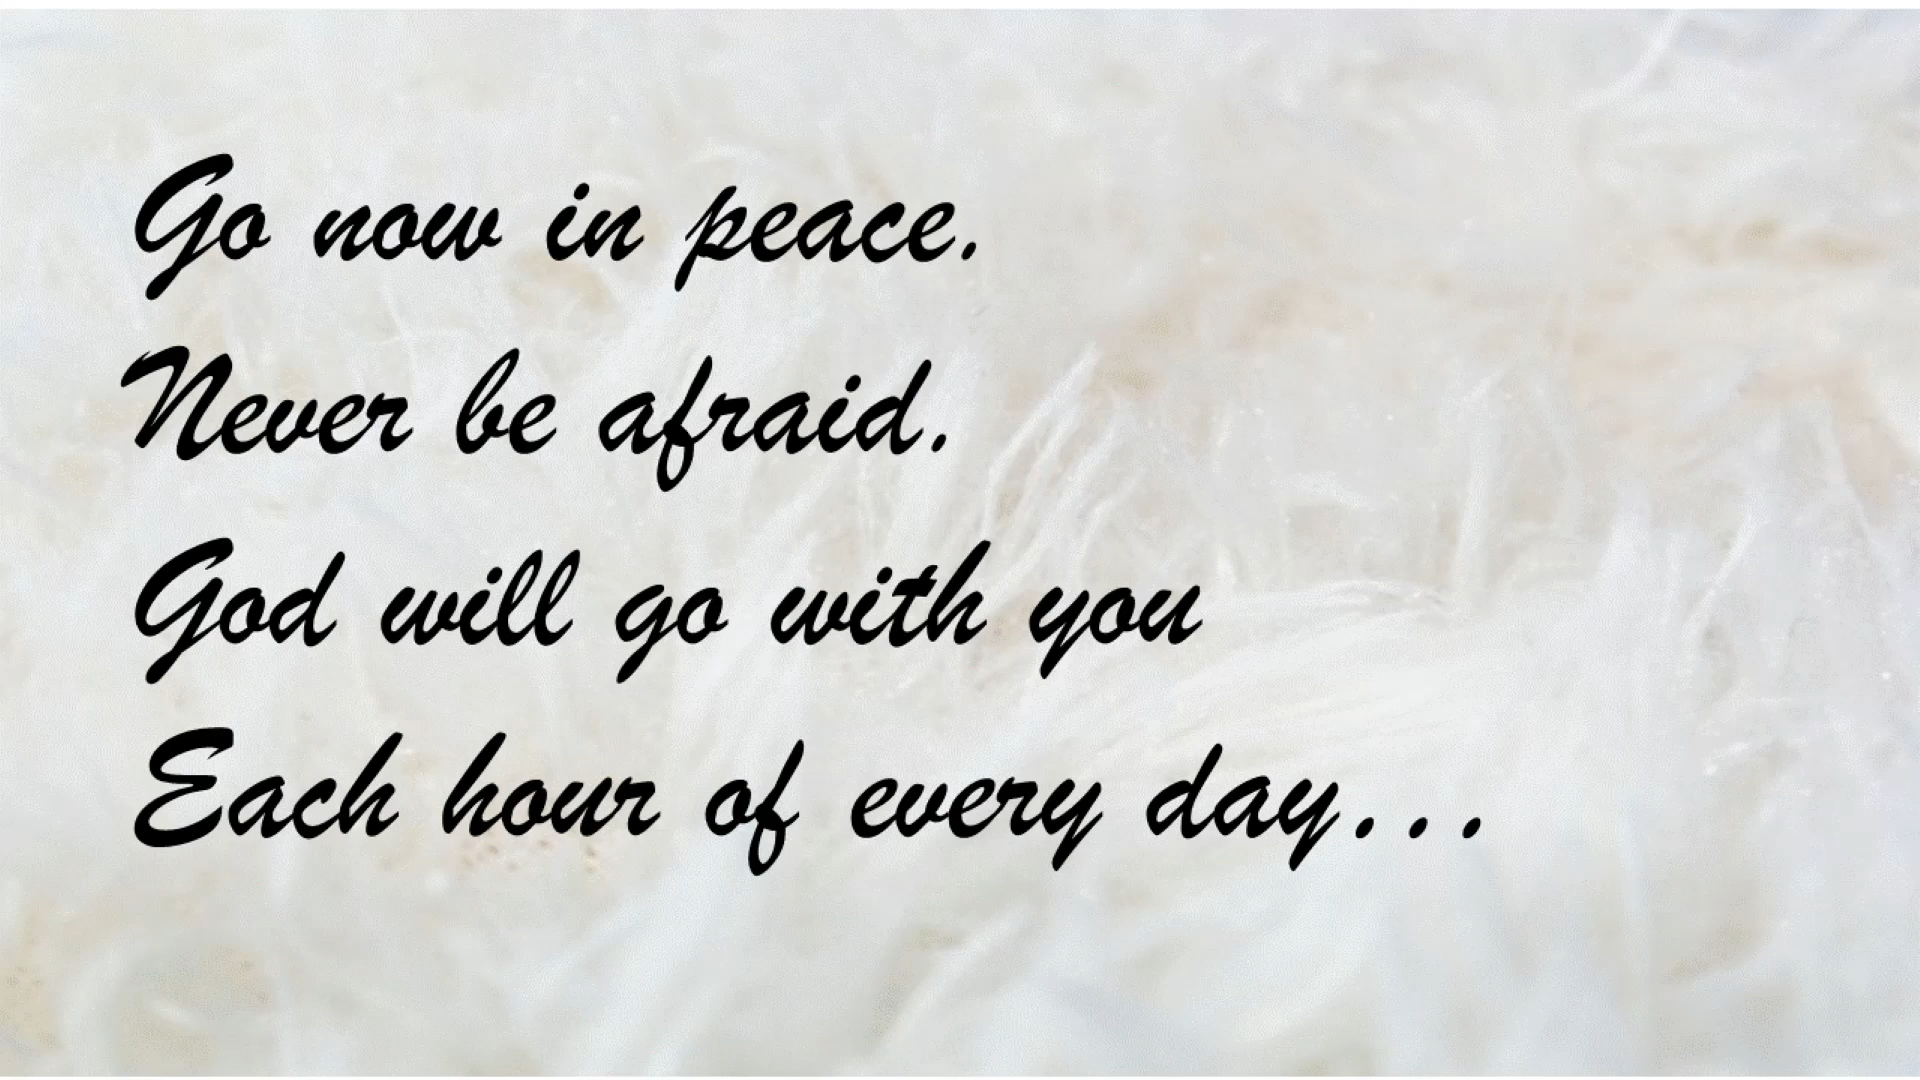 Go now in peace.
Never be afraid.
God will go with you
Each hour of every day...